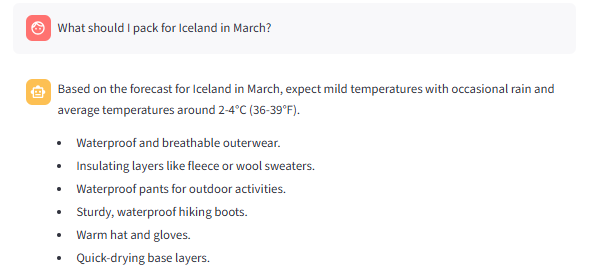 What should I pack for Iceland in March?
Based on the forecast for Iceland in March, expect mild temperatures with occasional rain and
average temperatures around 2-4°C (36-39°F).
• Waterproof and breathable outerwear.
• Insulating layers like fleece or wool sweaters.
• Waterproof pants for outdoor activities.
• Sturdy, waterproof hiking boots.
• Warm hat and gloves.
• Quick-drying base layers.